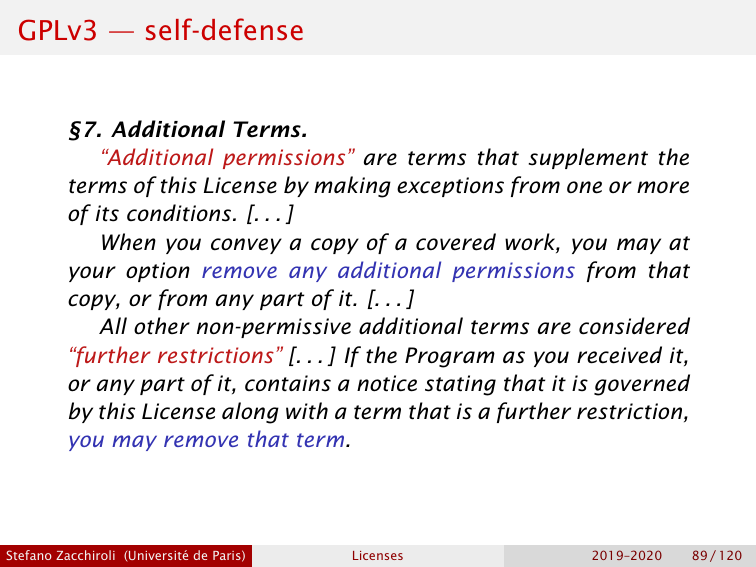 GPLv3 — self-defense
§7. Additional Terms.
“Additional permissions” are terms that supplement the
terms of this License by making exceptions from one or more
of its conditions. [. . . ]
When you convey a copy of a covered work, you may at
your option remove any additional permissions from that
copy, or from any part of it. [. . . ]
All other non-permissive additional terms are considered
“further restrictions” [. . . ] If the Program as you received it,
or any part of it, contains a notice stating that it is governed
by this License along with a term that is a further restriction,
you may remove that term.
Stefano Zacchiroli (Université de Paris) Licenses 2019–2020 89 / 120